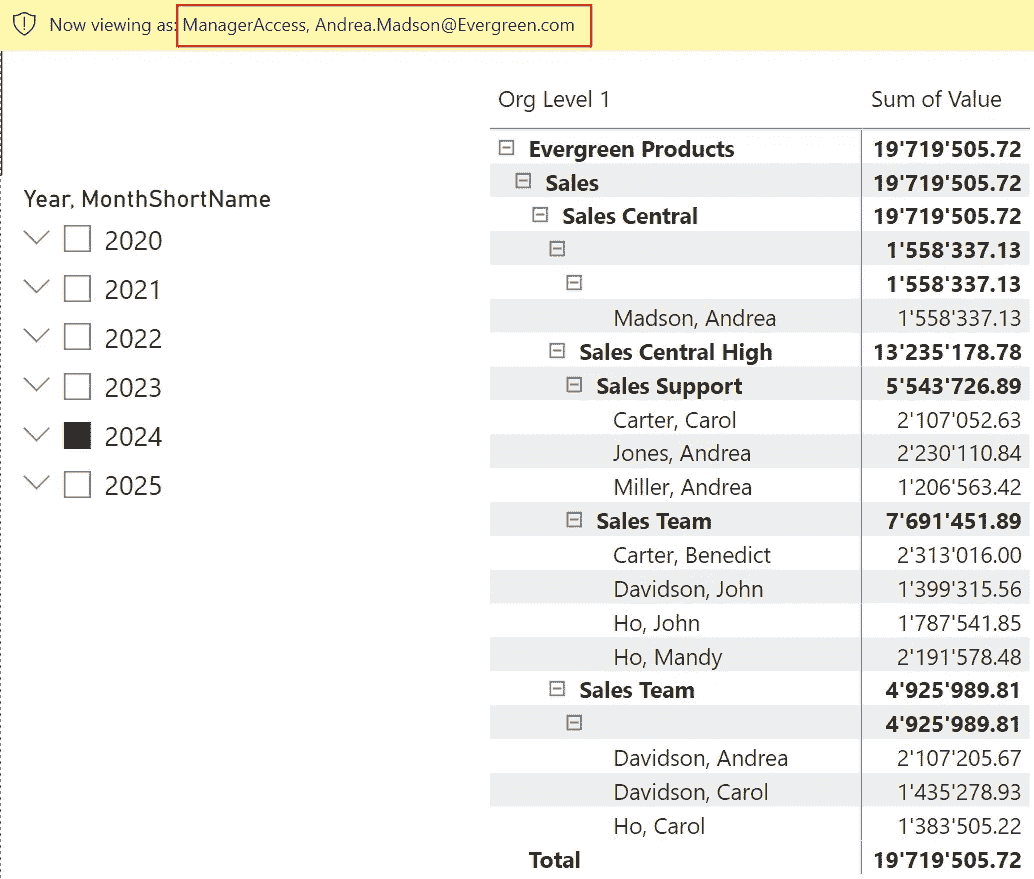 Now viewing as: ManagerAccess, Andrea.Madson@Evergreen.com
Org Level 1 Sum of Value
Evergreen Products 19'719'505.72
Sales 19'719'505.72
Sales Central 19'719'505.72
1'558'337.13
1'558'337.13
Madson, Andrea 1'558'337.13
Sales Central High 13'235'178.78
Sales Support 5'543'726.89
Carter, Carol 2'107'052.63
Jones, Andrea 2'230'110.84
Miller, Andrea 1'206'563.42
Sales Team 7'691'451.89
Carter, Benedict 2'313'016.00
Davidson, John 1'399'315.56
Ho, John 1'787'541.85
Ho, Mandy 2'191'578.48
Sales Team 4'925'989.81
4'925'989.81
Davidson, Andrea 2'107'205.67
Davidson, Carol 1'435'278.93
Ho, Carol 1'383'505.22
Total 19'719'505.72
Year, MonthShortName
2020
2021
2022
2023
2024
2025